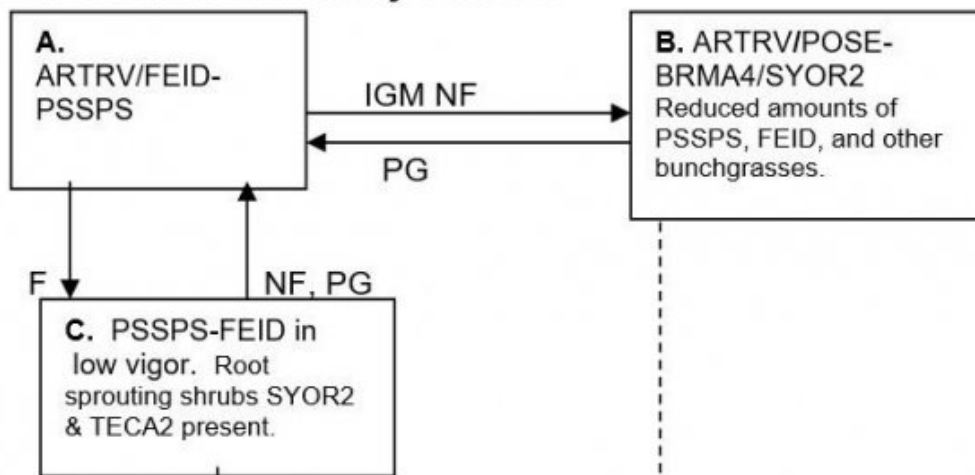 A.
ARTRV/FEID-
PSSPS
IGM NF
PG
B. ARTRV/POSE-
BRMA4/SYOR2
Reduced amounts of
PSSPS, FEID, and other
bunchgrasses.
F
NF, PG
C. PSSPS-FEID in
low vigor. Root
sprouting shrubs SYOR2
& TECA2 present.